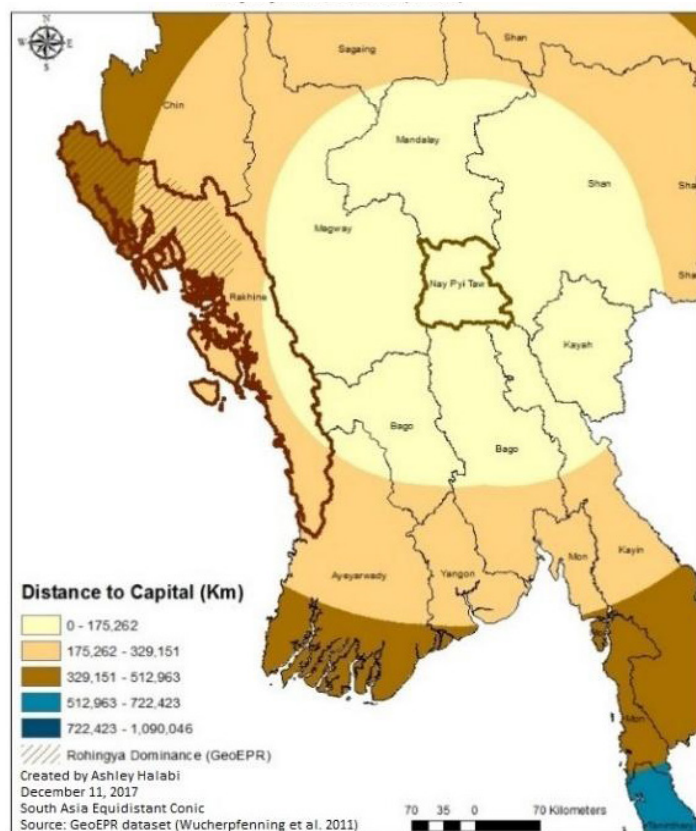 N
W
E
S
Sagaing
Shan
Chin
Mandalay
Shan
Magway
Sha
Nay Pyi Taw
Sha
Rakhine
Kayah
Bago
Bago
Ayeyarwady
Yangon
Mon
Kayin
Distance to Capital (Km)
0 - 175,262
175,262 - 329,151
329,151 - 512,963
512,963 - 722,423
722,423 - 1,090,046
Rohingya Dominance (GeoEPR)
Mon
Created by Ashley Halabi
December 11, 2017
South Asia Equidistant Conic
Source: GeoEPR dataset (Wucherpfenning et al. 2011)
70 35 0 70 Kilometers